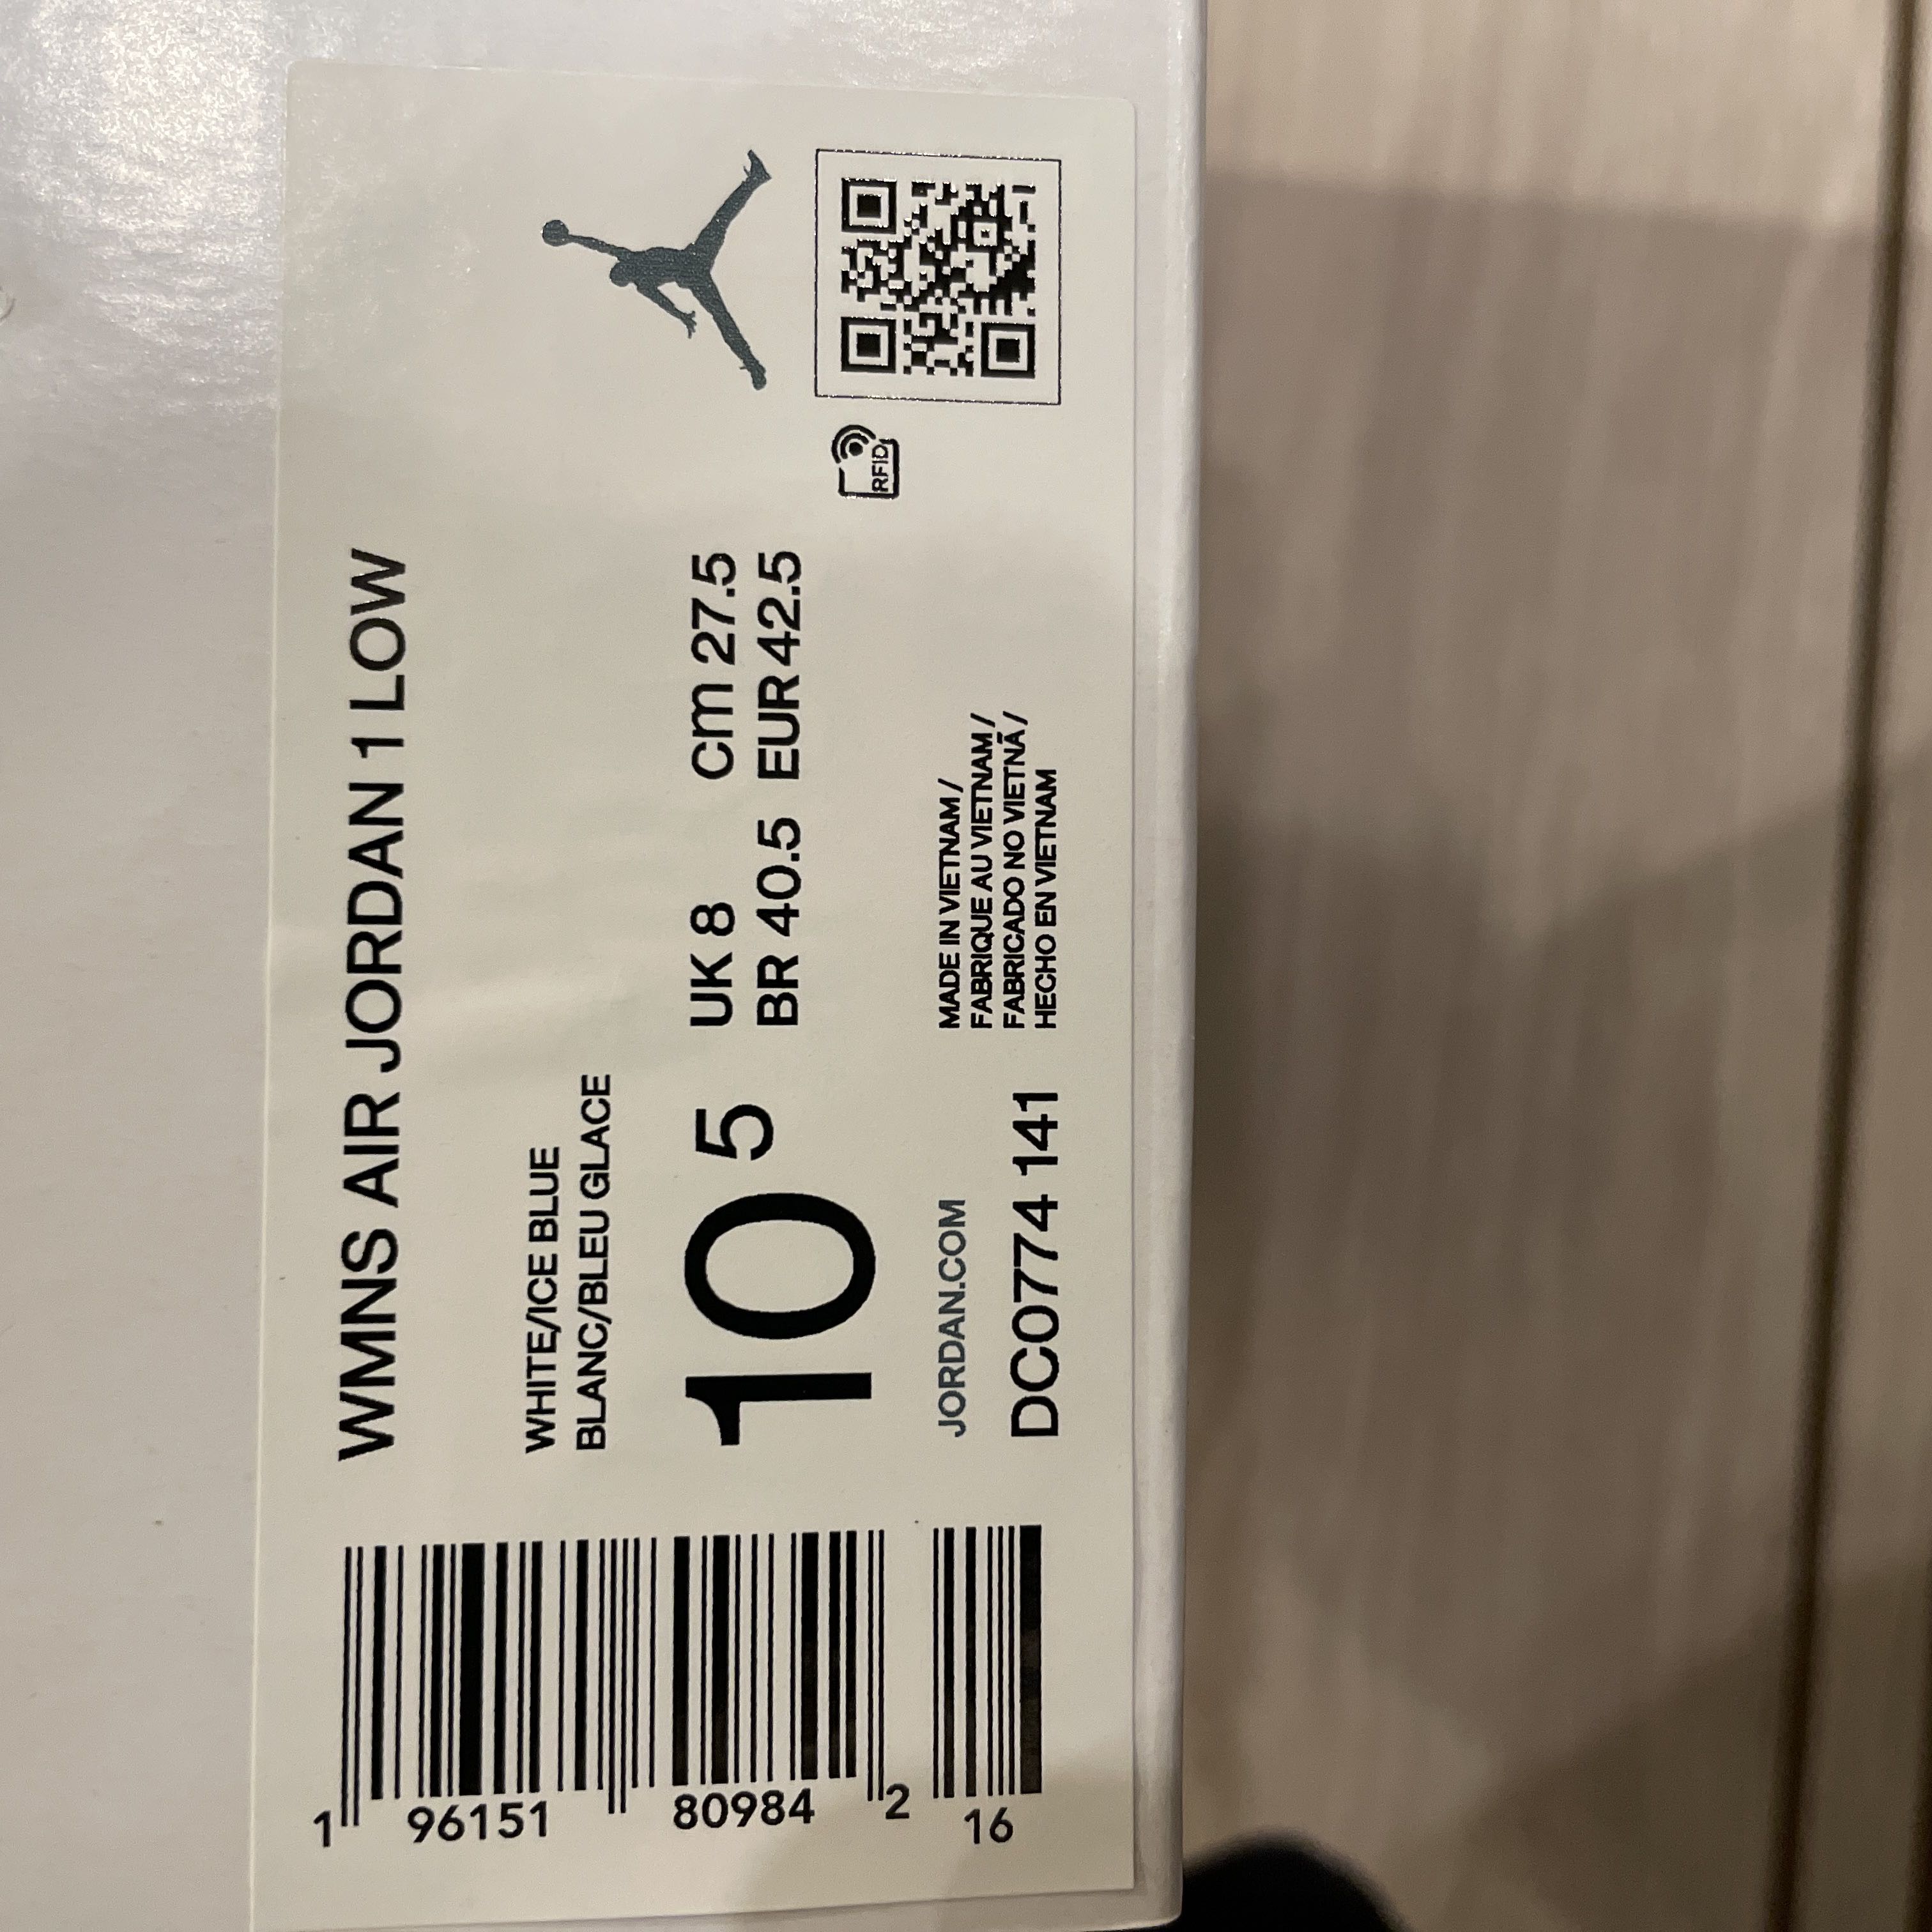 WMNS AIR JORDAN 1 LOW
WHITE/ICE BLUE
BLANC/BLEU GLACE
10 5
UK 8 cm 27.5
BR 40.5 EUR 42.5
RFID
JORDAN.COM
DC0774 141
MADE IN VIETNAM /
FABRIQUE AU VIETNAM /
FABRICADO NO VIETNÃ /
HECHO EN VIETNAM
1 96151 80984 2 16